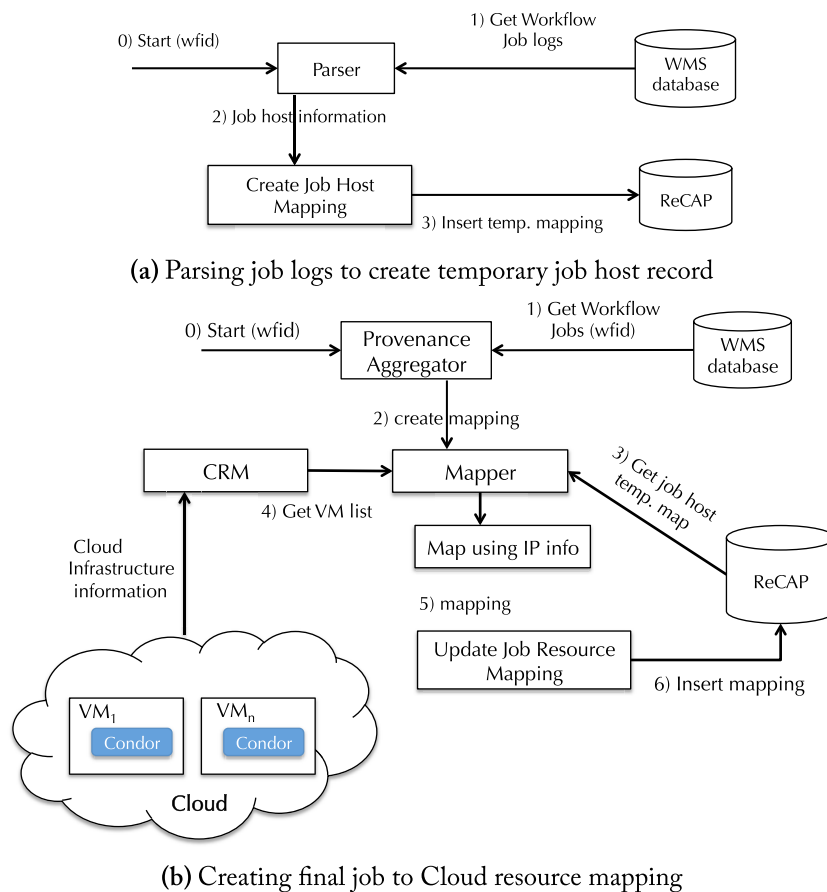 0) Start (wfid)
1) Get Workflow
Job logs
Parser
WMS
database
2) Job host information
Create Job Host
Mapping
ReCAP
3) Insert temp. mapping
(a) Parsing job logs to create temporary job host record
0) Start (wfid)
Provenance
Aggregator
1) Get Workflow
Jobs (wfid)
WMS
database
2) create mapping
CRM
Mapper
3) Get job host
temp. map
4) Get VM list
Cloud
Infrastructure
information
Map using IP info
ReCAP
5) mapping
Update Job Resource
Mapping
6) Insert mapping
VM1
Condor
VMn
Condor
Cloud
(b) Creating final job to Cloud resource mapping